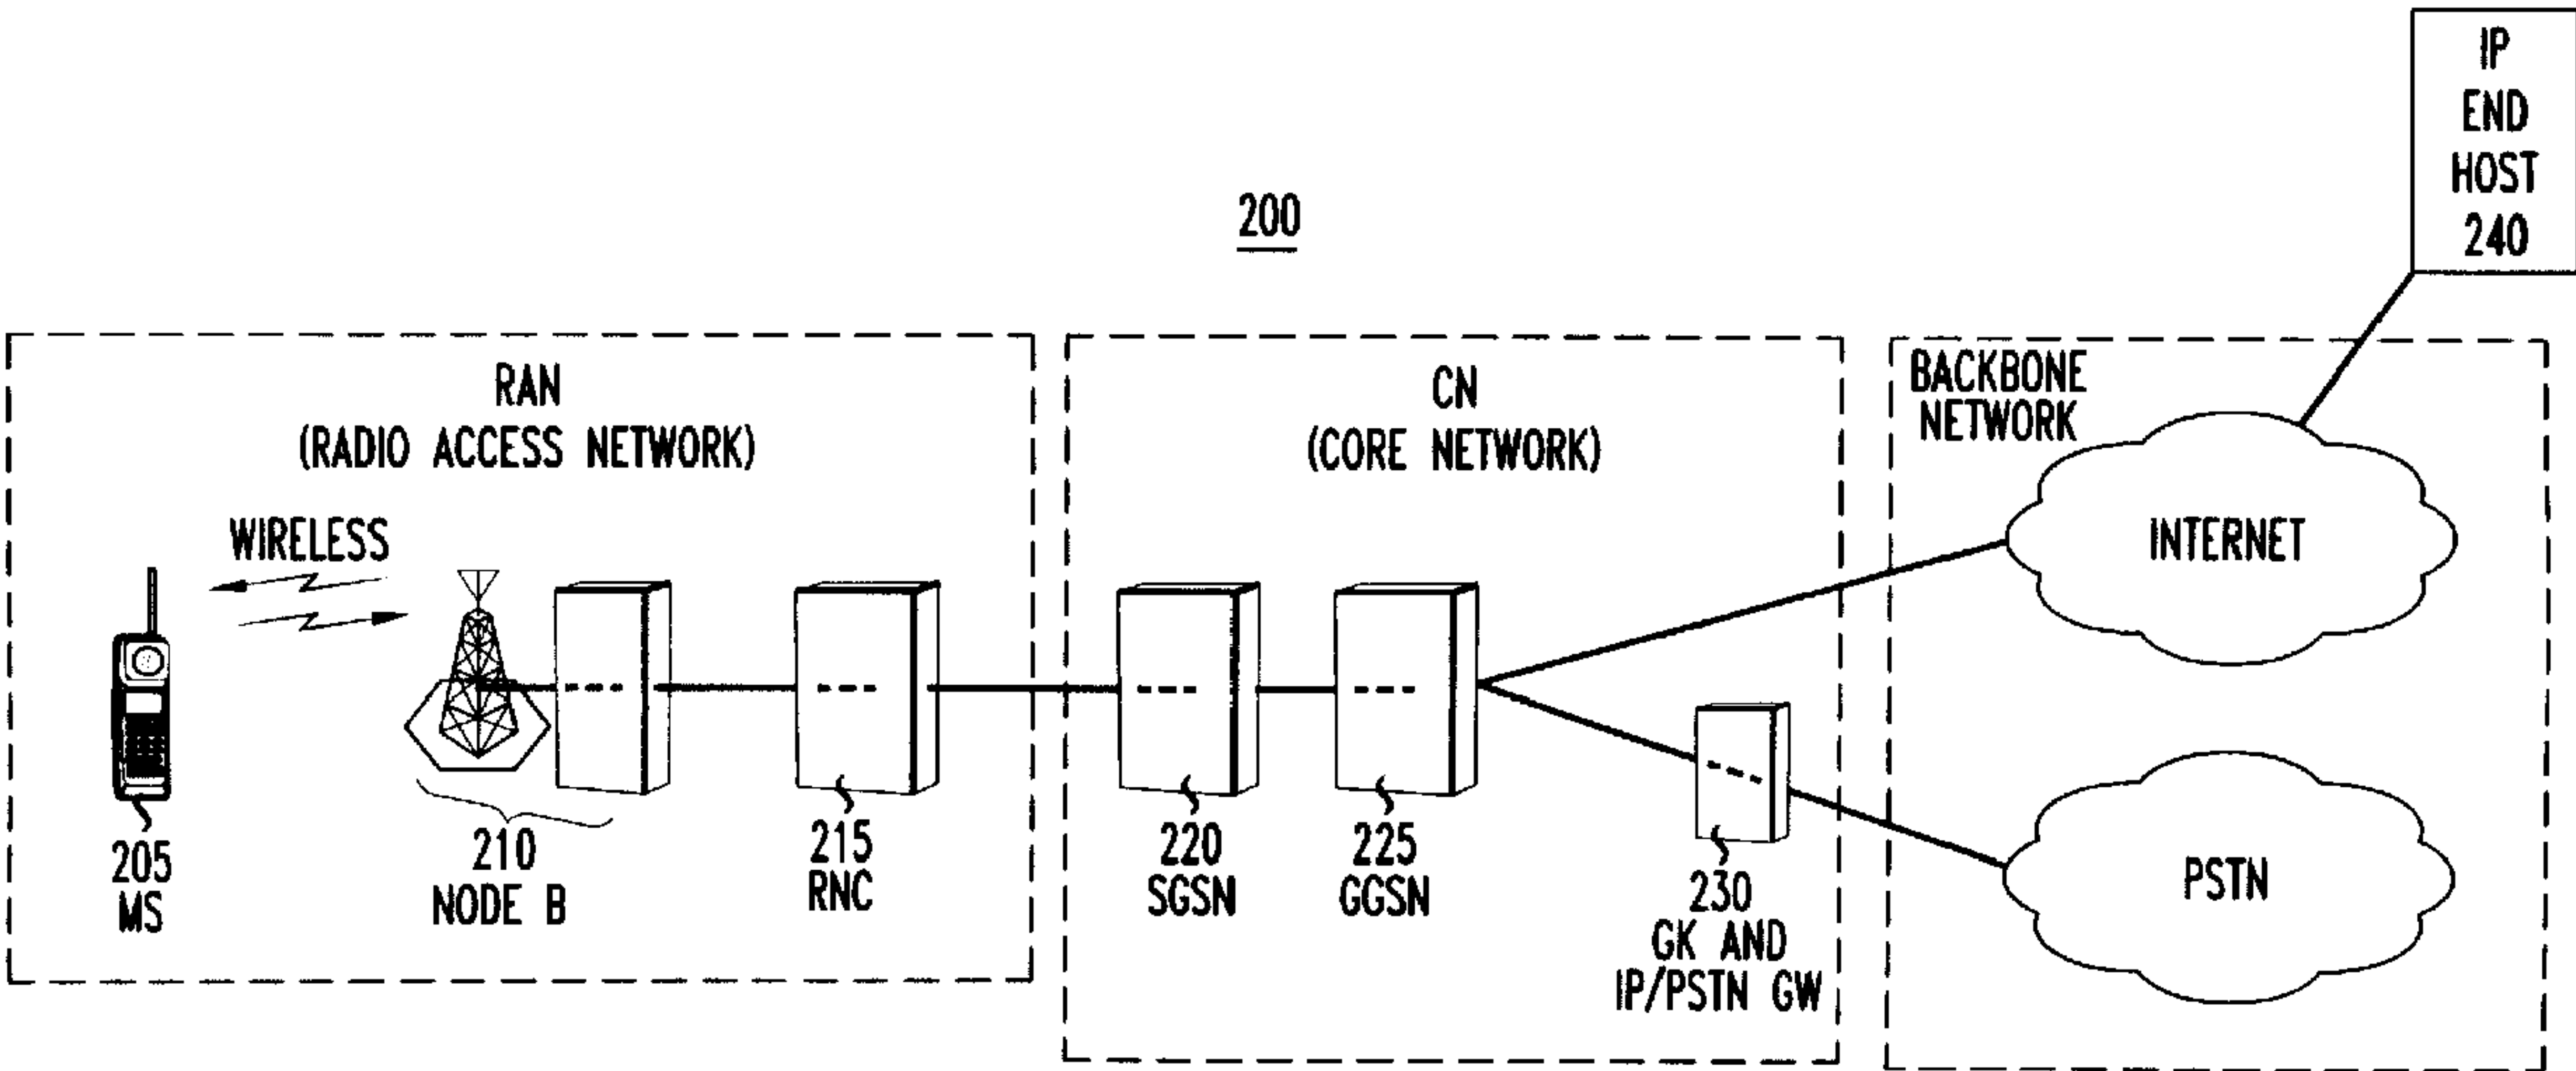 IP
END
HOST
240
200
RAN
(RADIO ACCESS NETWORK)
WIRELESS
205
MS
210
NODE B
215
RNC
CN
(CORE NETWORK)
220
SGSN
225
GGSN
230
GK AND
IP/PSTN GW
BACKBONE
NETWORK
INTERNET
PSTN